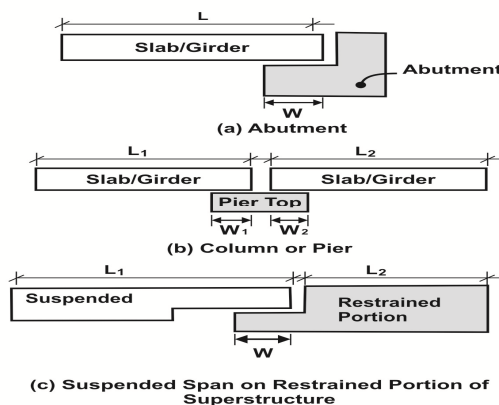 L
Slab/Girder
Abutment
W
(a) Abutment
L1 L2
Slab/Girder Slab/Girder
Pier Top
W1 W2
(b) Column or Pier
L1 L2
Suspended
Restrained
Portion
W
(c) Suspended Span on Restrained Portion of
Superstructure